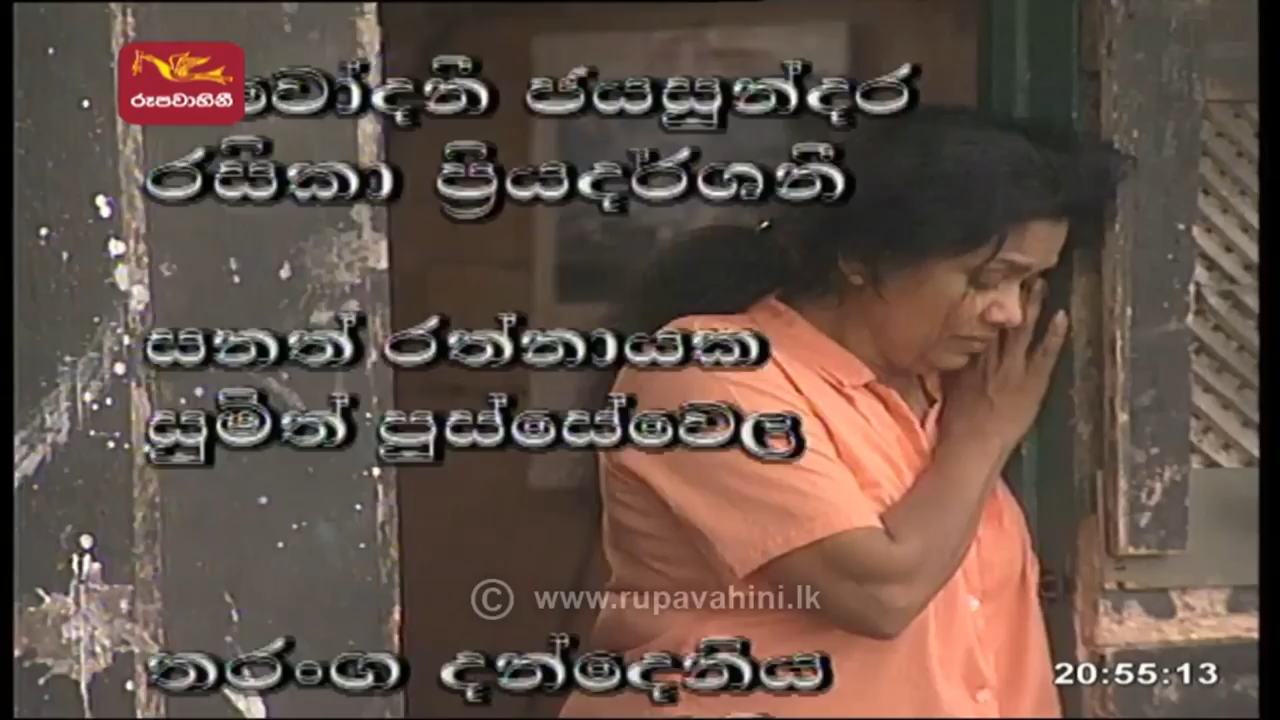 රූපවාහිනී
ජයසුන්දර
රසිකා ප්‍රියදර්ශනී
සනත් රත්නායක
සුමිත් පුස්සේවෙල
© www.rupavahini.lk
තරංග දන්දෙනිය
20:55:13